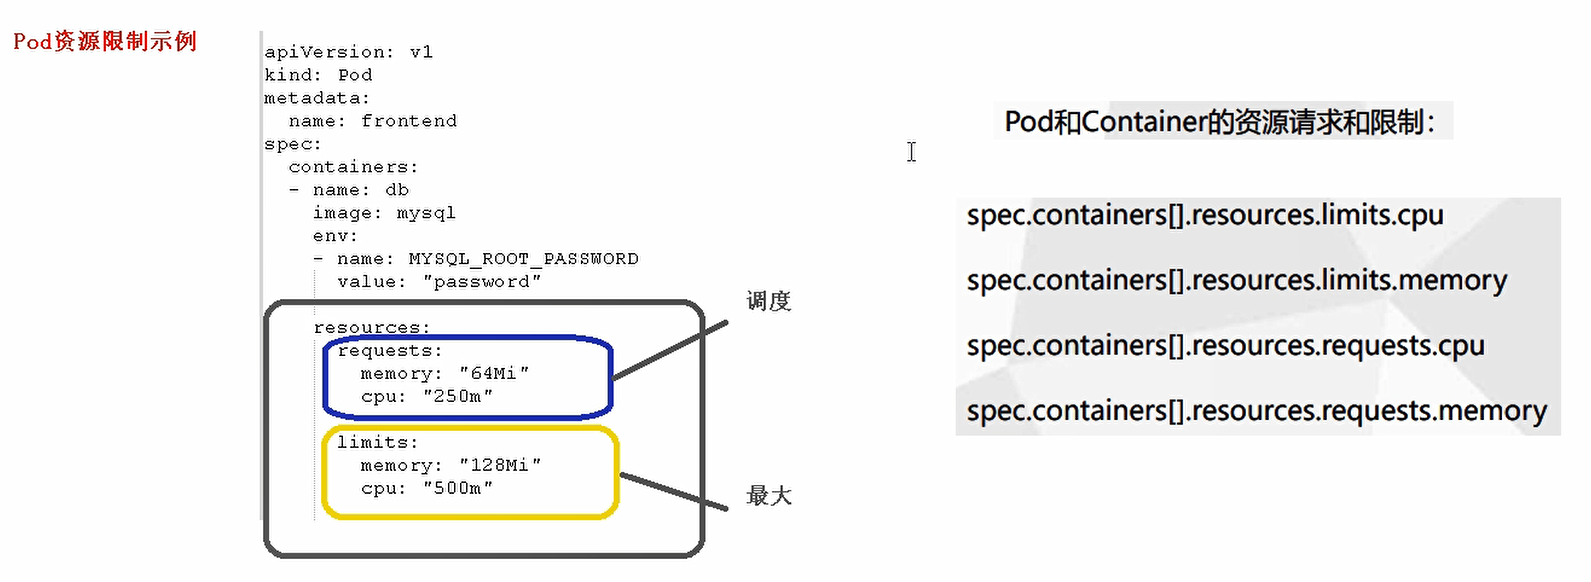 Pod资源限制示例
apiVersion: v1
kind: Pod
metadata:
  name: frontend
spec:
  containers:
  - name: db
    image: mysql
    env:
    - name: MYSQL_ROOT_PASSWORD
      value: "password"
    resources:
      requests:
        memory: "64Mi"
        cpu: "250m"
      limits:
        memory: "128Mi"
        cpu: "500m"
调度
最大
Pod和Container的资源请求和限制：
spec.containers[].resources.limits.cpu
spec.containers[].resources.limits.memory
spec.containers[].resources.requests.cpu
spec.containers[].resources.requests.memory